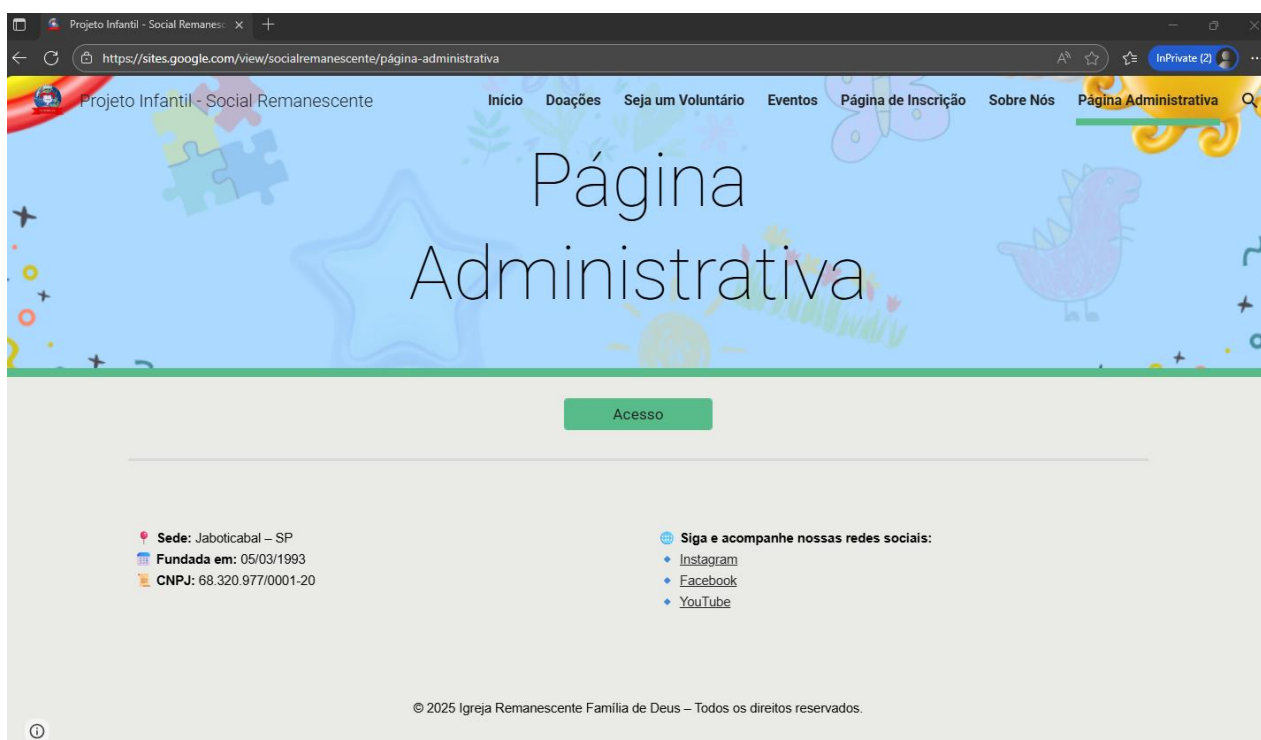 Projeto Infantil - Social Remanesc
https://sites.google.com/view/socialremanescente/página-administrativa
InPrivate (2)
Projeto Infantil - Social Remanescente
Início Doações Seja um Voluntário Eventos Página de Inscrição Sobre Nós Página Administrativa
Página
Administrativa
Acesso
Sede: Jaboticabal – SP
Fundada em: 05/03/1993
CNPJ: 68.320.977/0001-20
Siga e acompanhe nossas redes sociais:
Instagram
Facebook
YouTube
© 2025 Igreja Remanescente Família de Deus – Todos os direitos reservados.